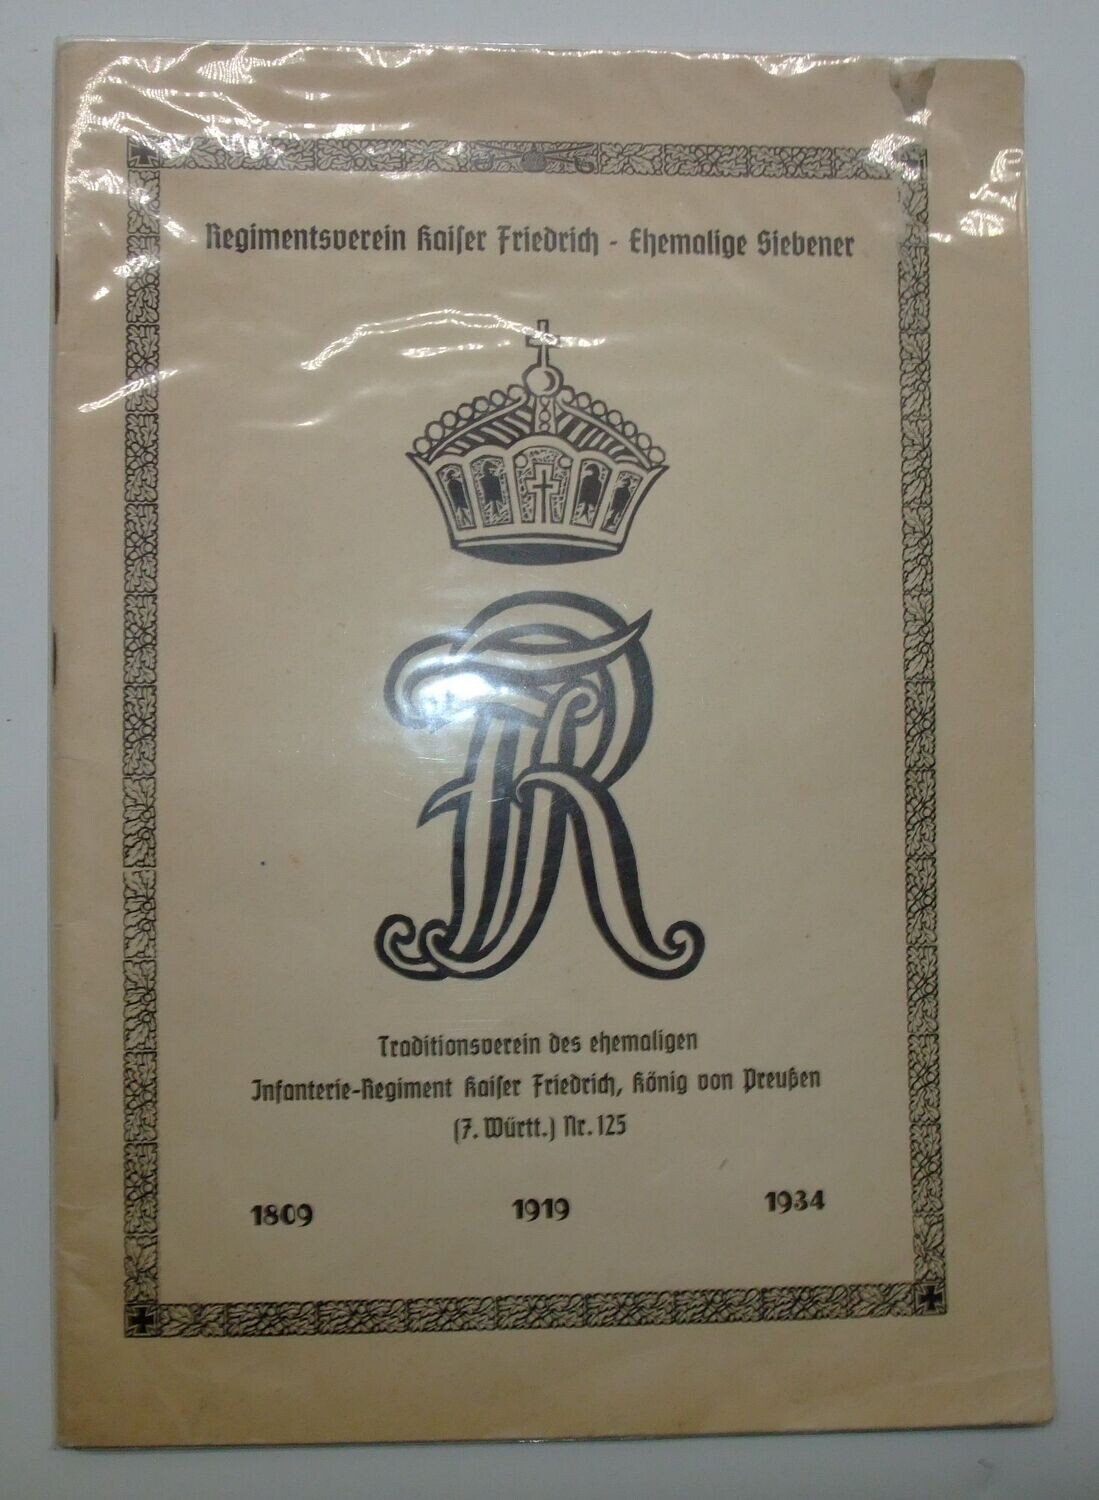 Regimentsverein Kaiser Friedrich - Ehemalige Siebener
FR
Traditionsverein des ehemaligen
Infanterie-Regiment Kaiser Friedrich, König von Preußen
(7. Württ.) Nr. 125
1809 1919 1934